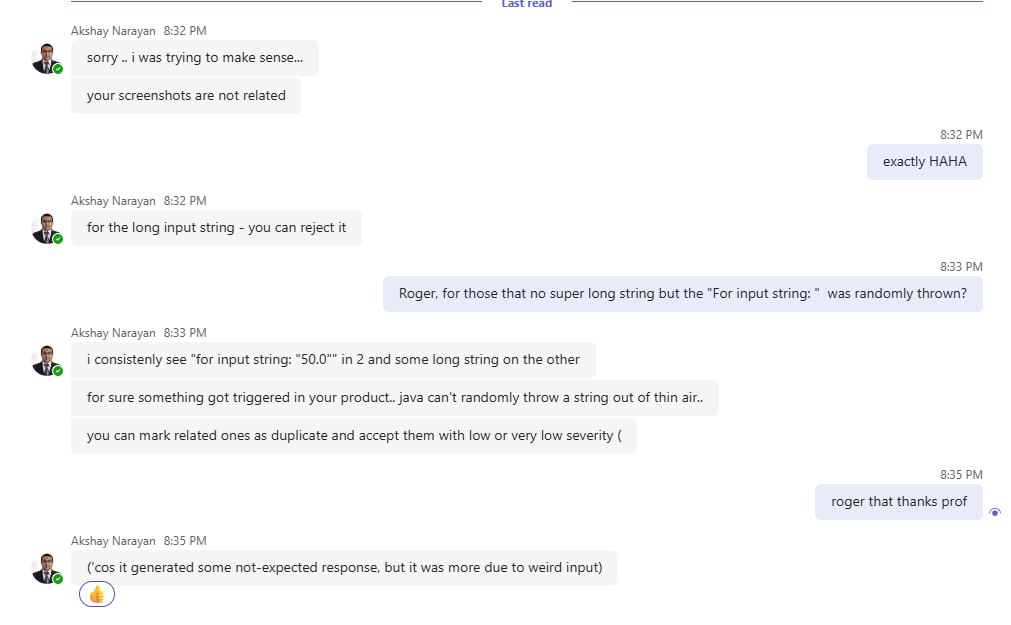 Last read
Akshay Narayan 8:32 PM
sorry .. i was trying to make sense...
your screenshots are not related
8:32 PM
exactly HAHA
Akshay Narayan 8:32 PM
for the long input string - you can reject it
8:33 PM
Roger, for those that no super long string but the "For input string: " was randomly thrown?
Akshay Narayan 8:33 PM
i consistenly see "for input string: "50.0"" in 2 and some long string on the other
for sure something got triggered in your product.. java can't randomly throw a string out of thin air..
you can mark related ones as duplicate and accept them with low or very low severity (
8:35 PM
roger that thanks prof
Akshay Narayan 8:35 PM
('cos it generated some not-expected response, but it was more due to weird input)